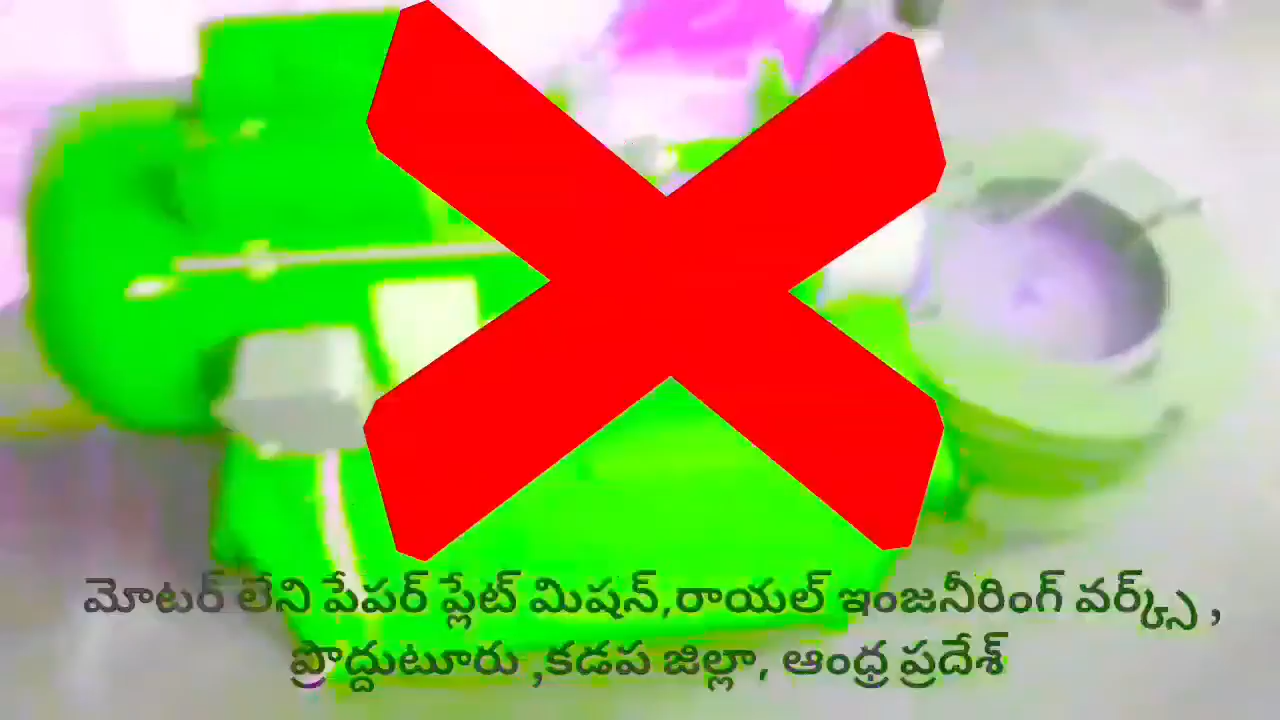 మోటర్ లేని పేపర్ ప్లేట్ మిషన్,రాయల్ ఇంజనీరింగ్ వర్క్స్ ,
ప్రొద్దుటూరు ,కడప జిల్లా, ఆంధ్ర ప్రదేశ్